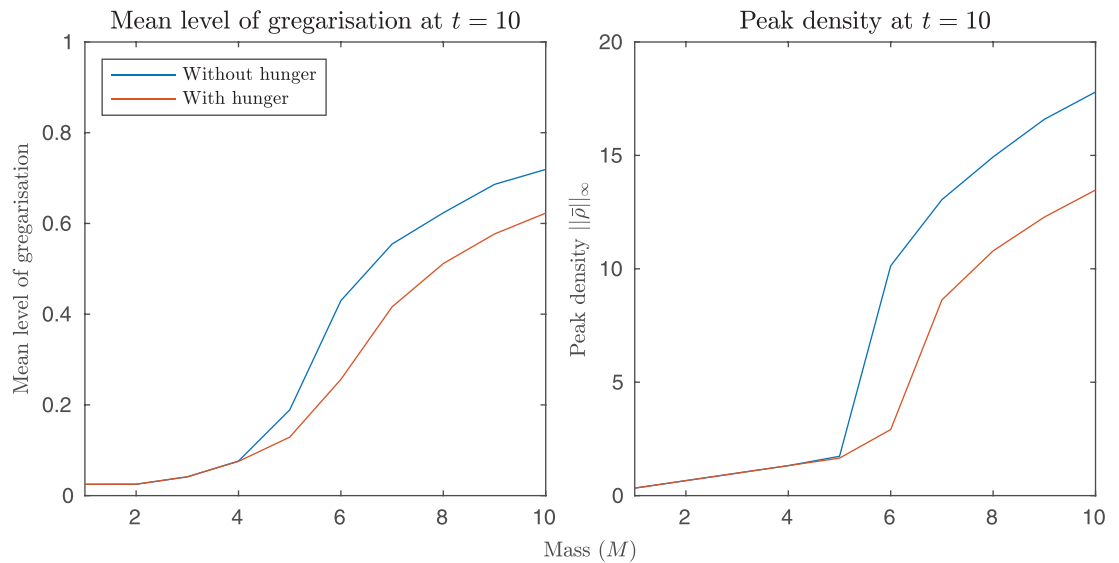 Mean level of gregarisation at t = 10
Mean level of gregarisation
1
0.8
0.6
0.4
0.2
0
2 4 6 8 10
Without hunger
With hunger
Peak density at t = 10
Peak density ||ρ̄||∞
20
15
10
5
0
2 4 6 8 10
Mass (M)